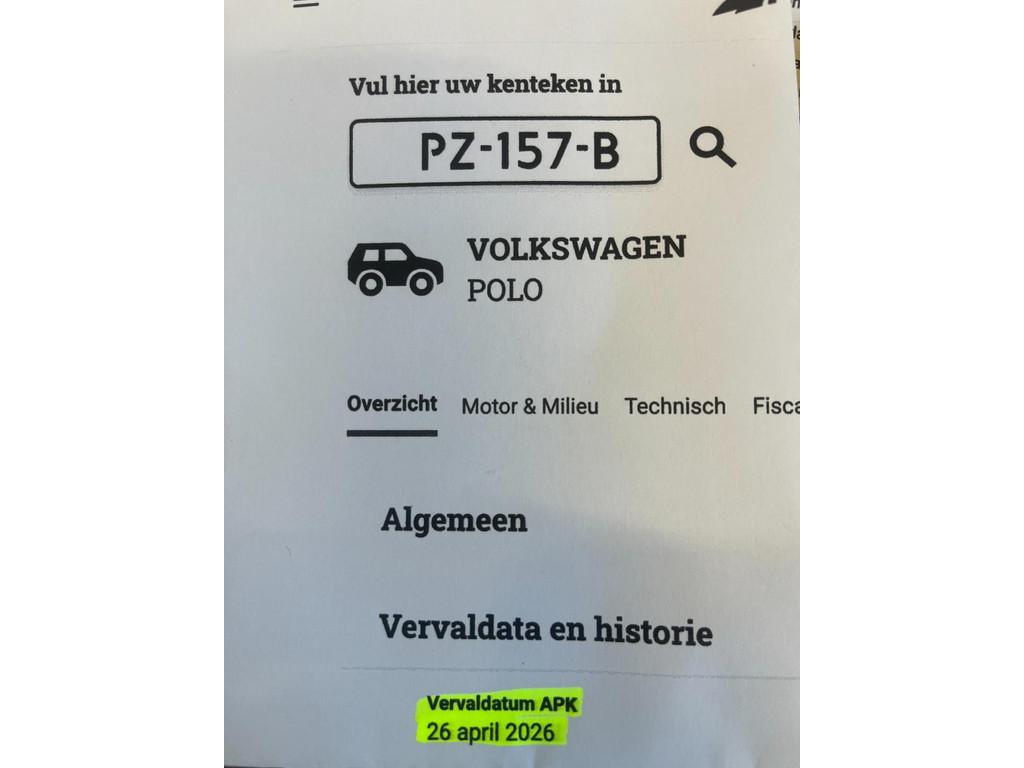 Vul hier uw kenteken in
PZ-157-B
VOLKSWAGEN
POLO
Overzicht Motor & Milieu Technisch Fisca
Algemeen
Vervaldata en historie
Vervaldatum APK
26 april 2026